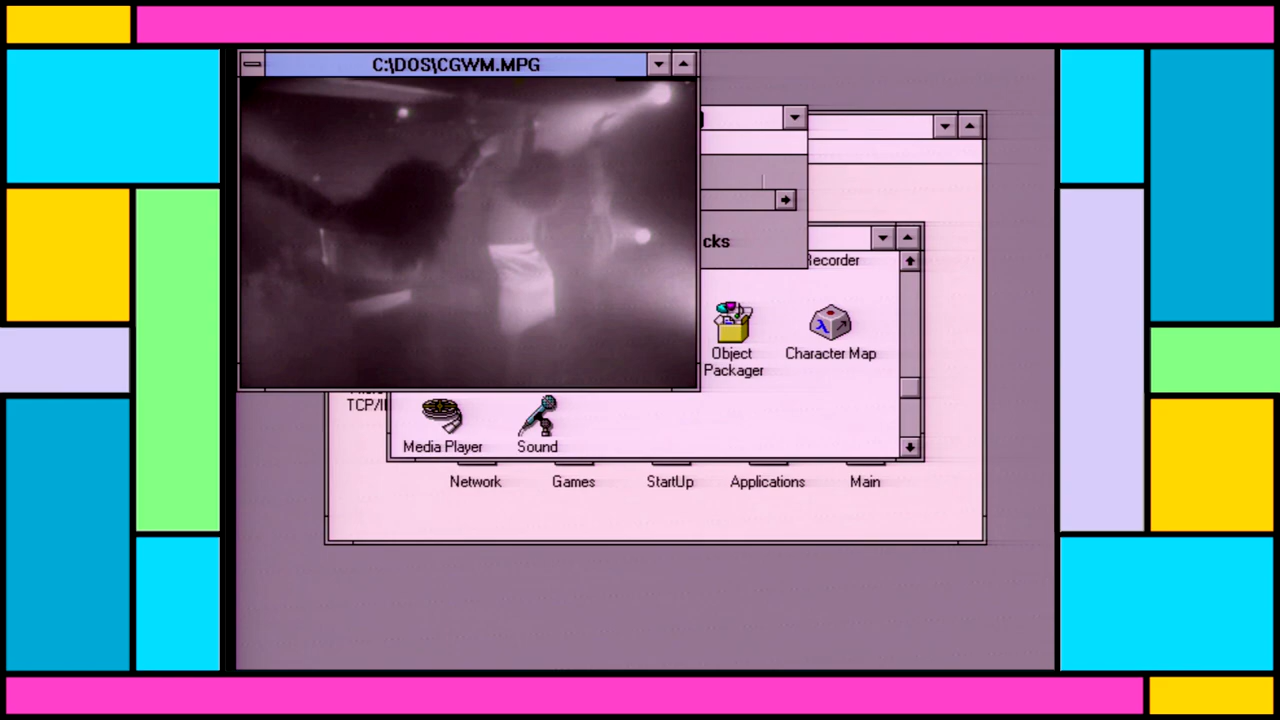 C:\DOS\CGWM.MPG
cks
Recorder
Object
Packager
Character Map
TCP/I
Media Player
Sound
Network
Games
StartUp
Applications
Main